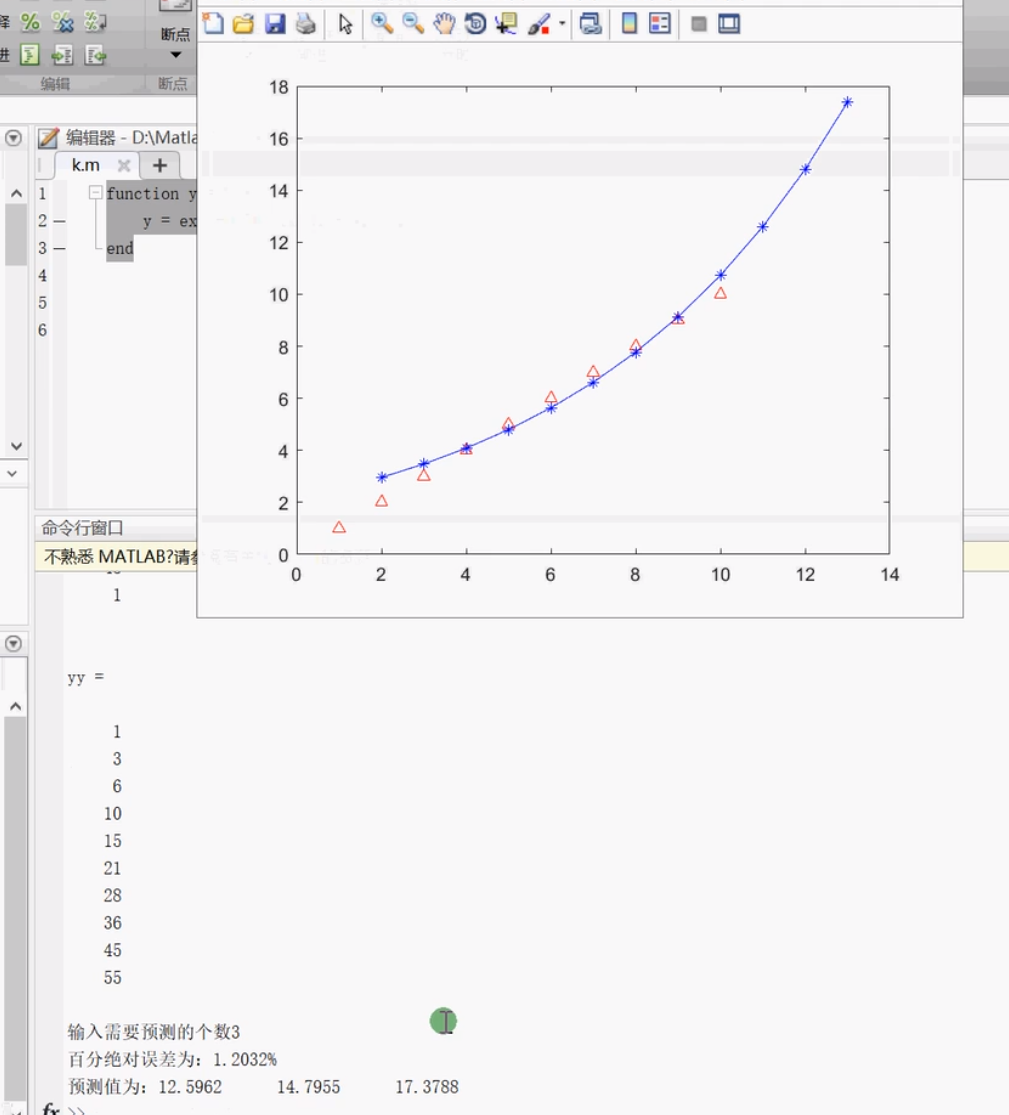 释
断点
进
编辑
断点
编辑器 - D:\Matla
k.m
1 function y
2 y = ex
3 end
4
5
6
18
16
14
12
10
8
6
4
2
0
0 2 4 6 8 10 12 14
命令行窗口
不熟悉 MATLAB?请参
1
yy =
1
3
6
10
15
21
28
36
45
55
输入需要预测的个数3
百分绝对误差为: 1.2032%
预测值为: 12.5962 14.7955 17.3788
fx >>